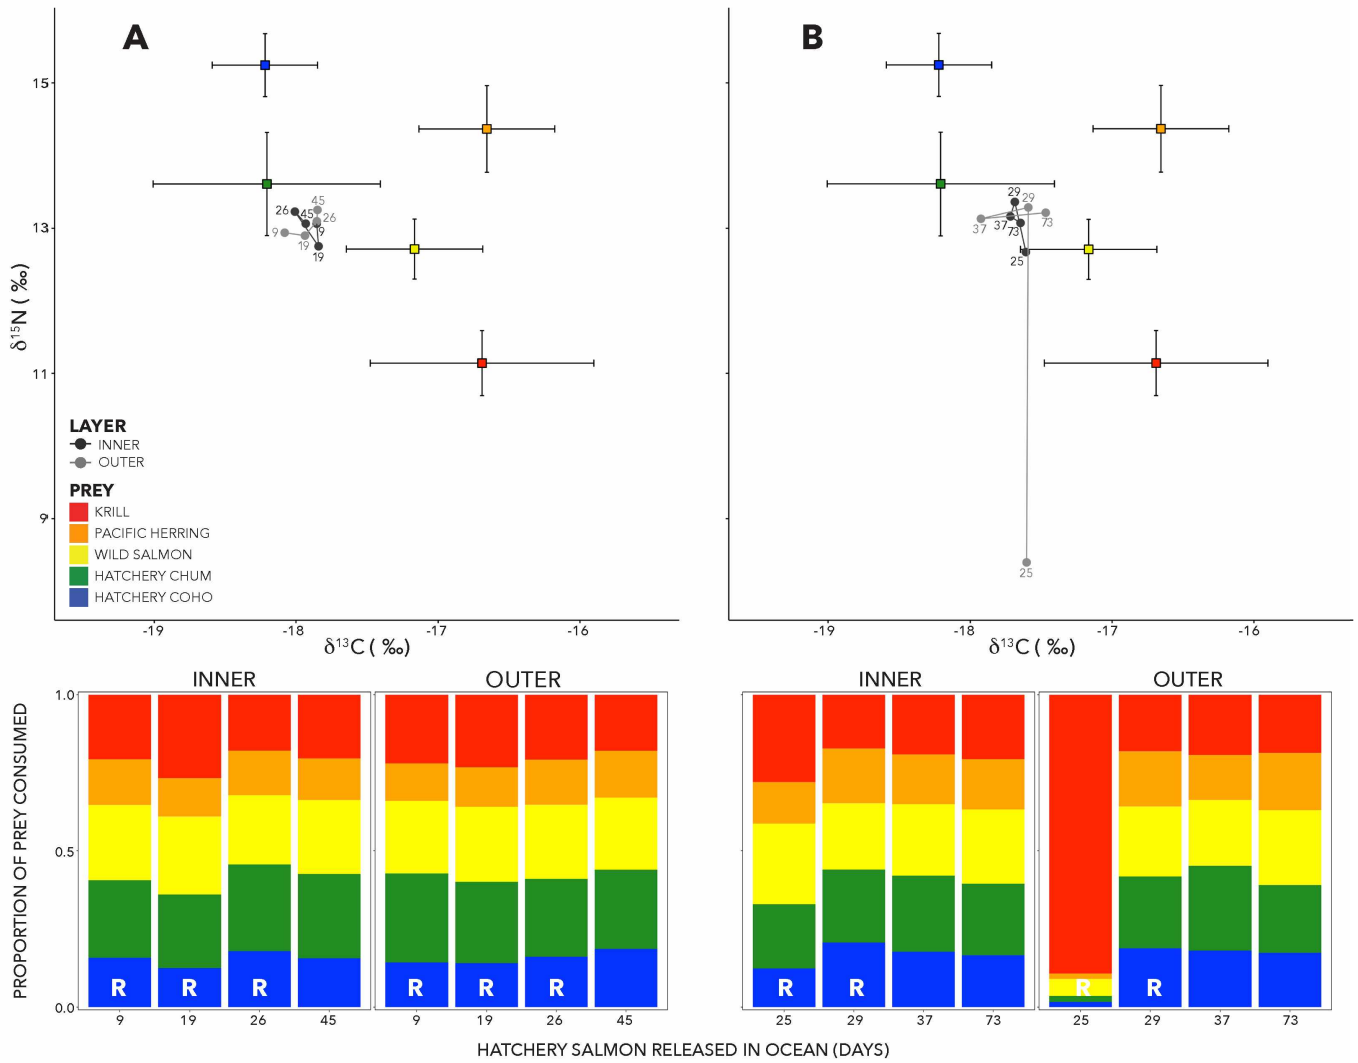 A
B
15
13
11
9
δ¹⁵N ( ‰)
26
45
45
26
9
9
19
19
29
29
37
37
73
73
25
25
LAYER
INNER
OUTER
PREY
KRILL
PACIFIC HERRING
WILD SALMON
HATCHERY CHUM
HATCHERY COHO
-19
-18
-17
-16
-19
-18
-17
-16
δ¹³C ( ‰)
δ¹³C ( ‰)
INNER
OUTER
INNER
OUTER
PROPORTION OF PREY CONSUMED
1.0
0.5
0.0
R R R R R R R R R R
9 19 26 45 9 19 26 45 25 29 37 73 25 29 37 73
HATCHERY SALMON RELEASED IN OCEAN (DAYS)